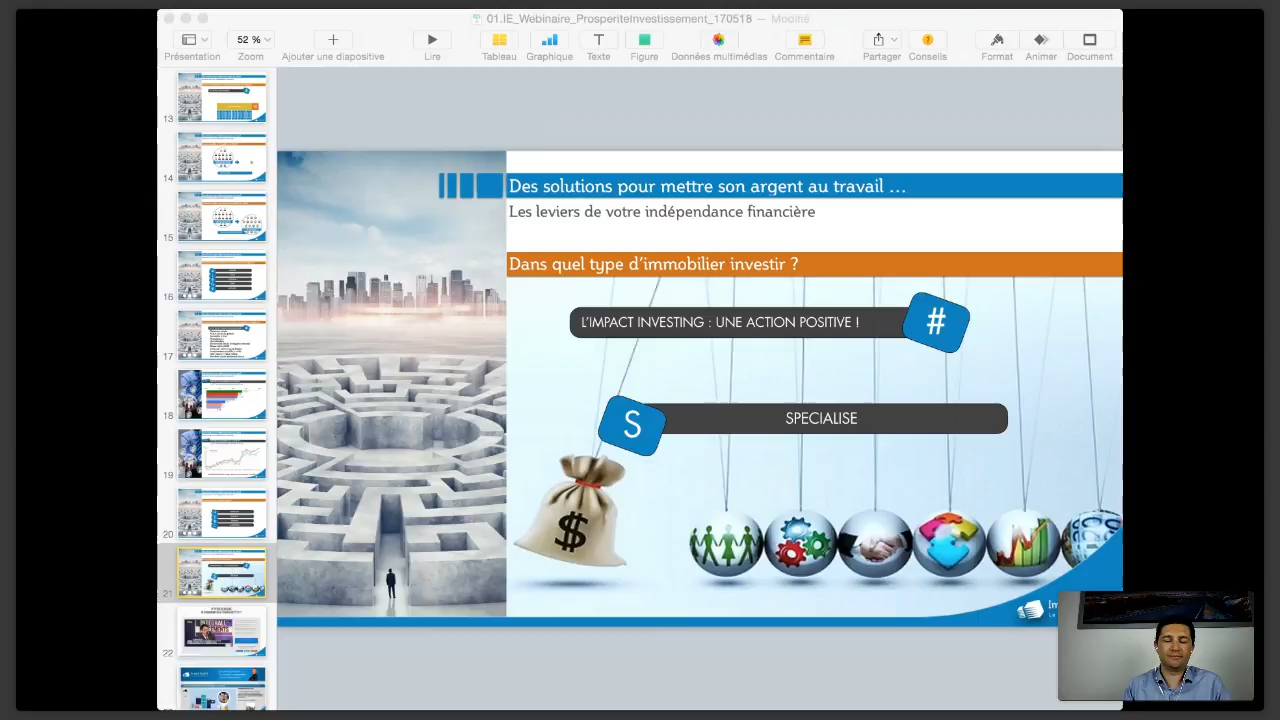 01.IE_Webinaire_ProsperiteInvestissement_170518 — Modifié
52 %
Présentation
Zoom
Ajouter une diapositive
Lire
Tableau
Graphique
Texte
Figure
Données multimédias
Commentaire
Partager
Conseils
Format
Animer
Document
13
14
15
16
17
18
19
20
21
22
Des solutions pour mettre son argent au travail ...
Les leviers de votre indépendance financière
Dans quel type d'immobilier investir ?
L'IMPACT INVESTING : UNE ACTION POSITIVE !
#
S
SPECIALISE
$